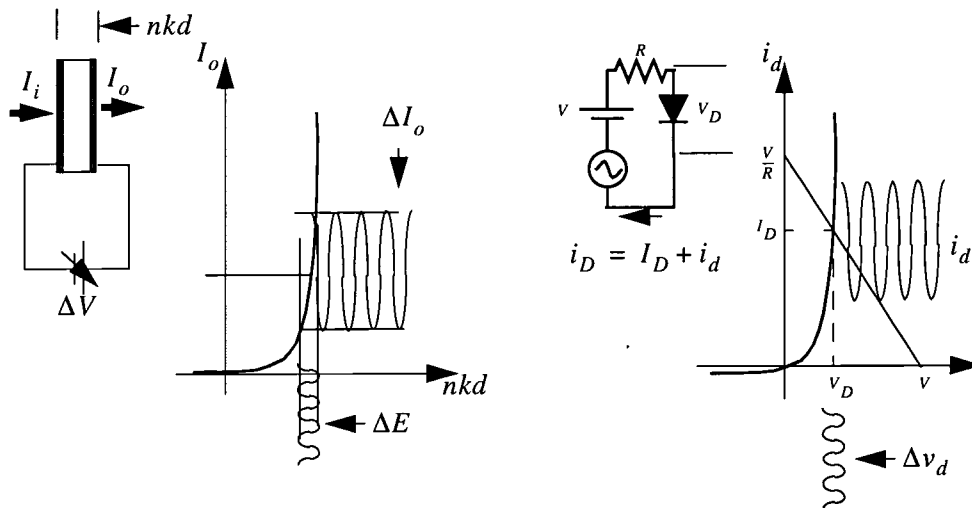 nkd
I_i
I_o
ΔV
I_o
ΔI_o
nkd
ΔE
R
V
v_D
i_D = I_D + i_d
i_d
V/R
I_D
i_d
v_D
V
Δv_d